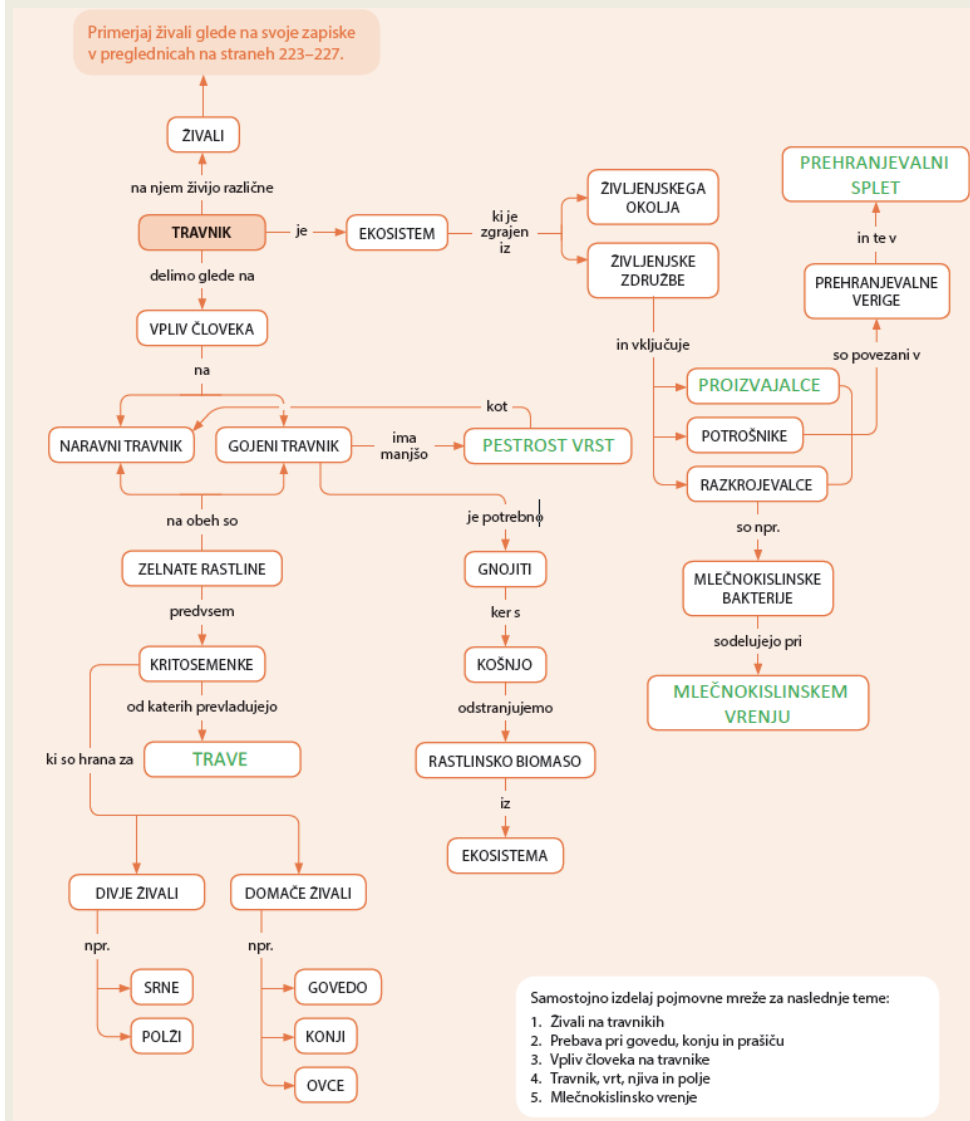 Primerjaj živali glede na svoje zapiske
v preglednicah na straneh 223–227.
ŽIVALI
na njem živijo različne
TRAVNIK
je
EKOSISTEM
ki je
zgrajen
iz
ŽIVLJENJSKEGA
OKOLJA
ŽIVLJENJSKE
ZDRUŽBE
PREHRANJEVALNI
SPLET
in te v
PREHRANJEVALNE
VERIGE
so povezani v
in vključuje
PROIZVAJALCE
POTROŠNIKE
RAZKROJEVALCE
so npr.
MLEČNOKISLINSKE
BAKTERIJE
sodelujejo pri
MLEČNOKISLINSKEM
VRENJU
delimo glede na
VPLIV ČLOVEKA
na
NARAVNI TRAVNIK
GOJENI TRAVNIK
ima
manjšo
PESTROST VRST
kot
na obeh so
ZELNATE RASTLINE
predvsem
KRITOSEMENKE
od katerih prevladujejo
TRAVE
ki so hrana za
DIVJE ŽIVALI
npr.
SRNE
POLŽI
DOMAČE ŽIVALI
npr.
GOVEDO
KONJI
OVCE
je potrebno
GNOJITI
ker s
KOŠNJO
odstranjujemo
RASTLINSKO BIOMASO
iz
EKOSISTEMA
Samostojno izdelaj pojmovne mreže za naslednje teme:
1. Živali na travnikih
2. Prebava pri govedu, konju in prašiču
3. Vpliv človeka na travnike
4. Travnik, vrt, njiva in polje
5. Mlečnokislinsko vrenje